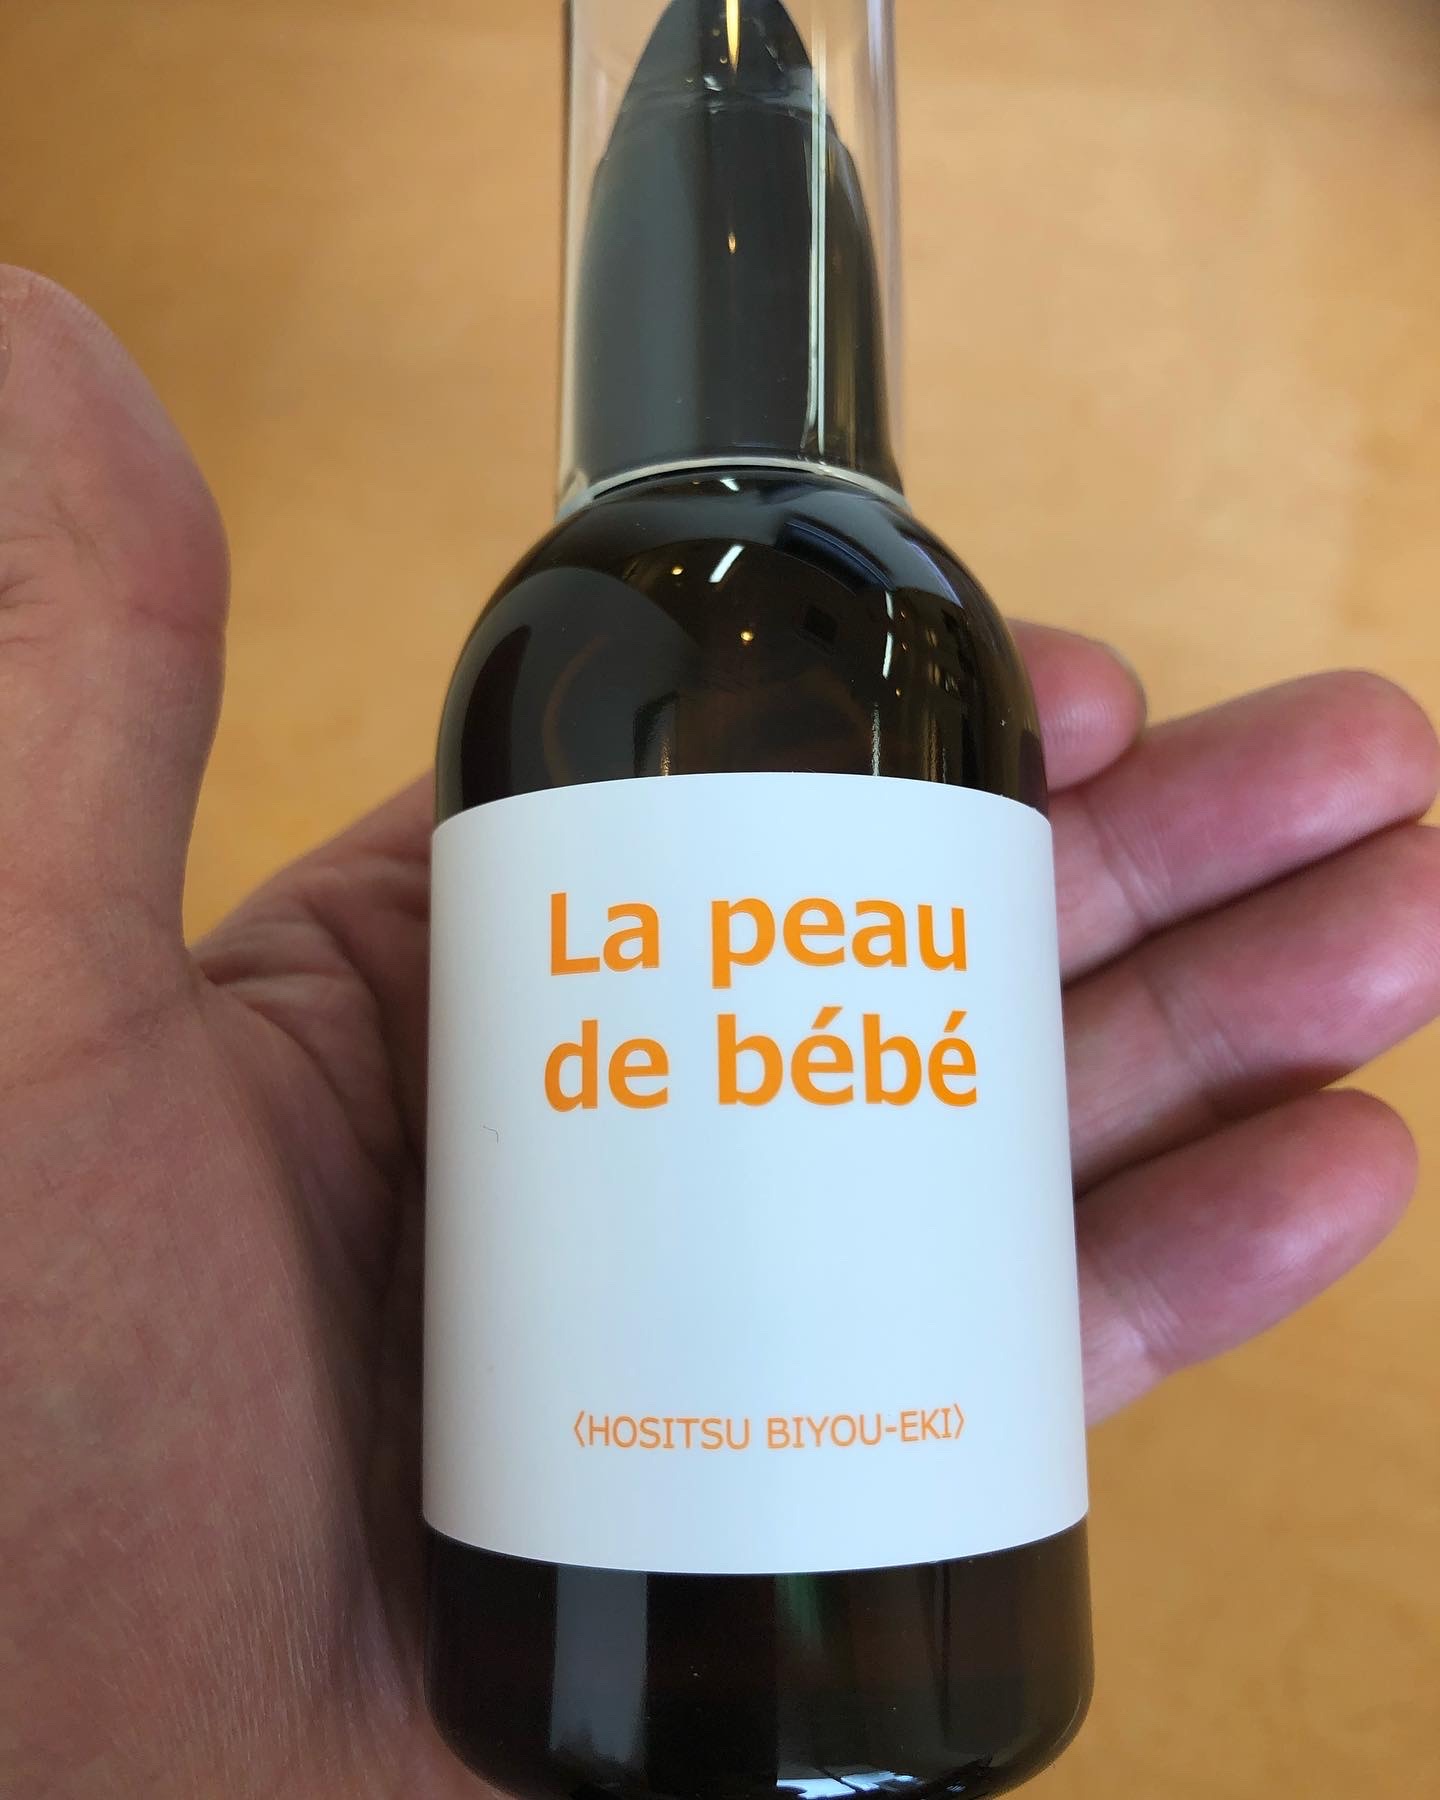 La peau
de bébé
〈HOSITSU BIYOU-EKI〉